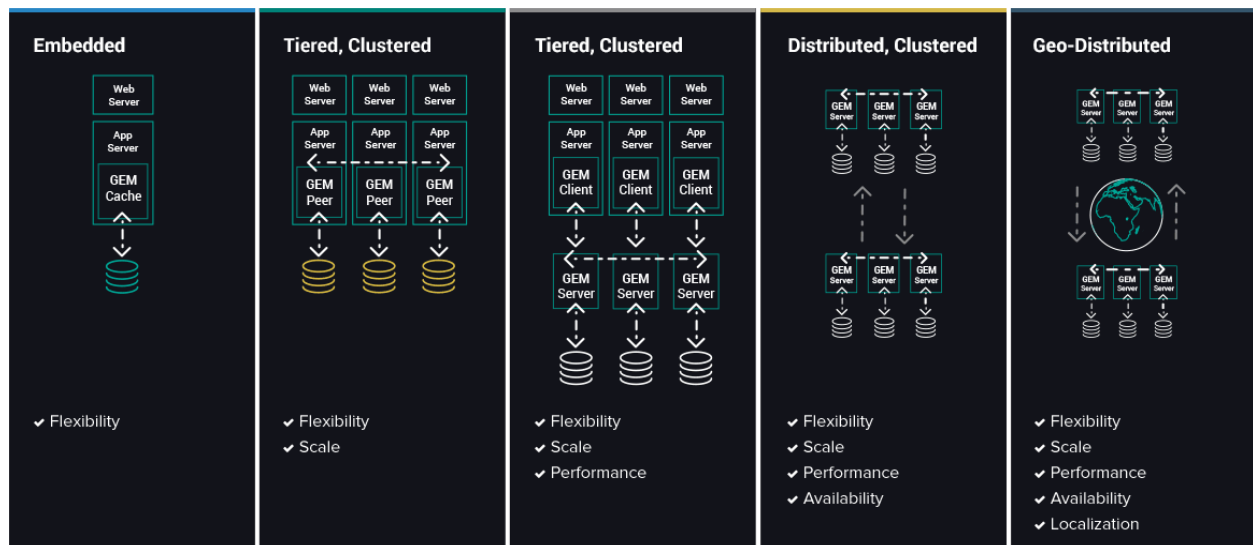 Embedded
Web
Server
App
Server
GEM
Cache
Flexibility
Tiered, Clustered
Web
Server
Web
Server
Web
Server
App
Server
App
Server
App
Server
GEM
Peer
GEM
Peer
GEM
Peer
Flexibility
Scale
Tiered, Clustered
Web
Server
Web
Server
Web
Server
App
Server
App
Server
App
Server
GEM
Client
GEM
Client
GEM
Client
GEM
Server
GEM
Server
GEM
Server
Flexibility
Scale
Performance
Distributed, Clustered
GEM
Server
GEM
Server
GEM
Server
GEM
Server
GEM
Server
GEM
Server
Flexibility
Scale
Performance
Availability
Geo-Distributed
GEM
Server
GEM
Server
GEM
Server
GEM
Server
GEM
Server
GEM
Server
Flexibility
Scale
Performance
Availability
Localization